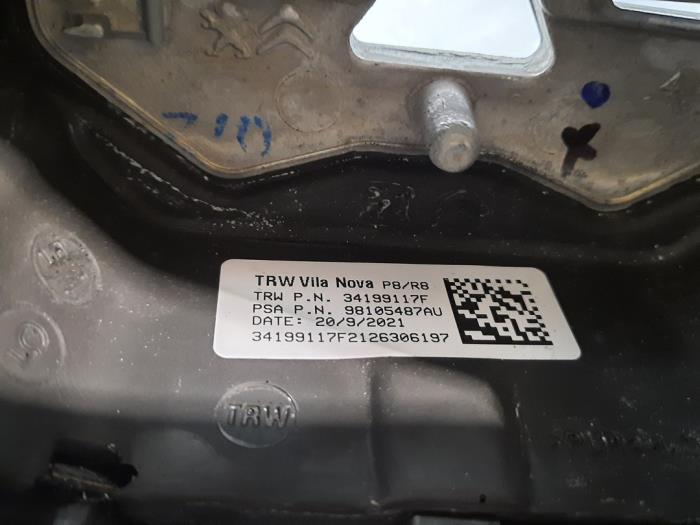 TRW Vila Nova P8/R8
TRW P.N. 34199117F
PSA P.N. 98105487AU
DATE: 20/9/2021
34199117F2126306197
TRW